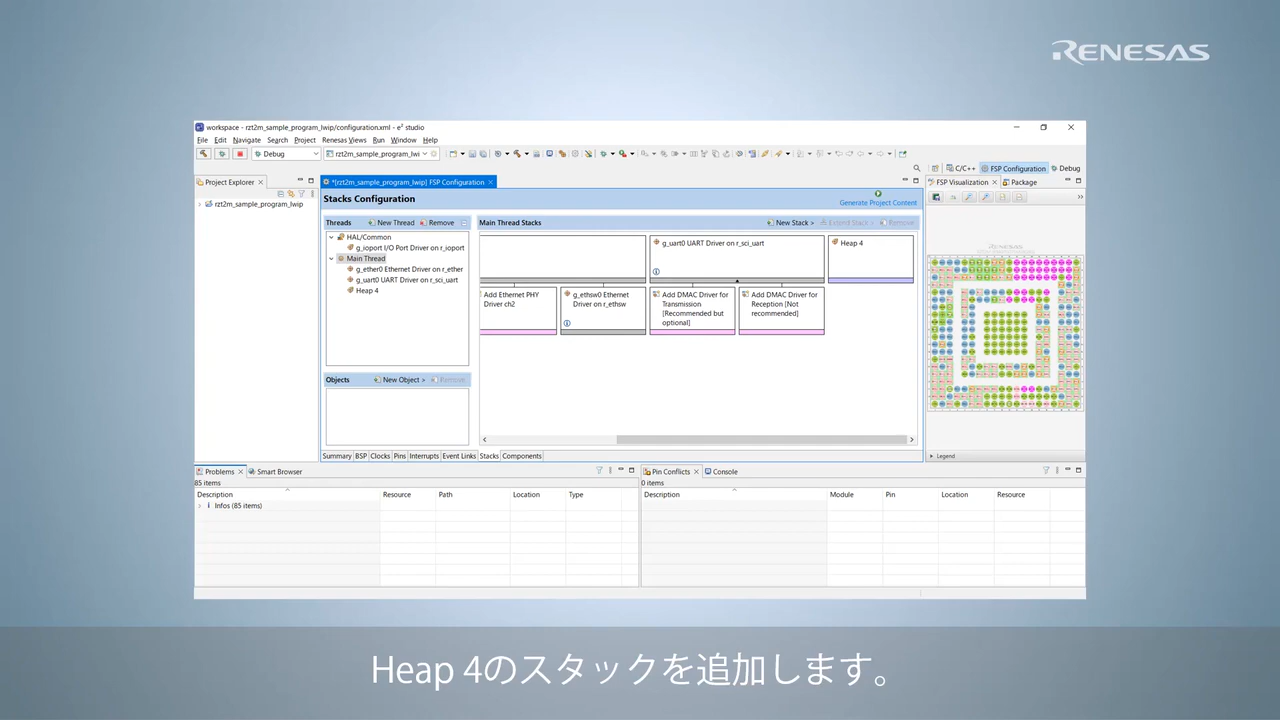 RENESAS
workspace - rzt2m_sample_program_lwip/configuration.xml - e² studio
File Edit Navigate Search Project Renesas Views Run Window Help
Debug
rzt2m_sample_program_lwi
C/C++
FSP Configuration
Debug
Project Explorer
*[rzt2m_sample_program_lwip] FSP Configuration
FSP Visualization
Package
rzt2m_sample_program_lwip
Stacks Configuration
Generate Project Content
Threads
New Thread
Remove
Main Thread Stacks
New Stack >
Extend Stack >
Remove
HAL/Common
g_ioport I/O Port Driver on r_ioport
Main Thread
g_ether0 Ethernet Driver on r_ether
g_uart0 UART Driver on r_sci_uart
Heap 4
g_uart0 UART Driver on r_sci_uart
Heap 4
Add Ethernet PHY
Driver ch2
g_ethsw0 Ethernet
Driver on r_ethsw
Add DMAC Driver for
Transmission
[Recommended but
optional]
Add DMAC Driver for
Reception [Not
recommended]
Objects
New Object >
Remove
Summary BSP Clocks Pins Interrupts Event Links Stacks Components
Legend
Problems
Smart Browser
85 items
Description Resource Path Location Type
Infos (85 items)
Pin Conflicts
Console
0 items
Description Module Pin Location Resource
Heap 4のスタックを追加します。